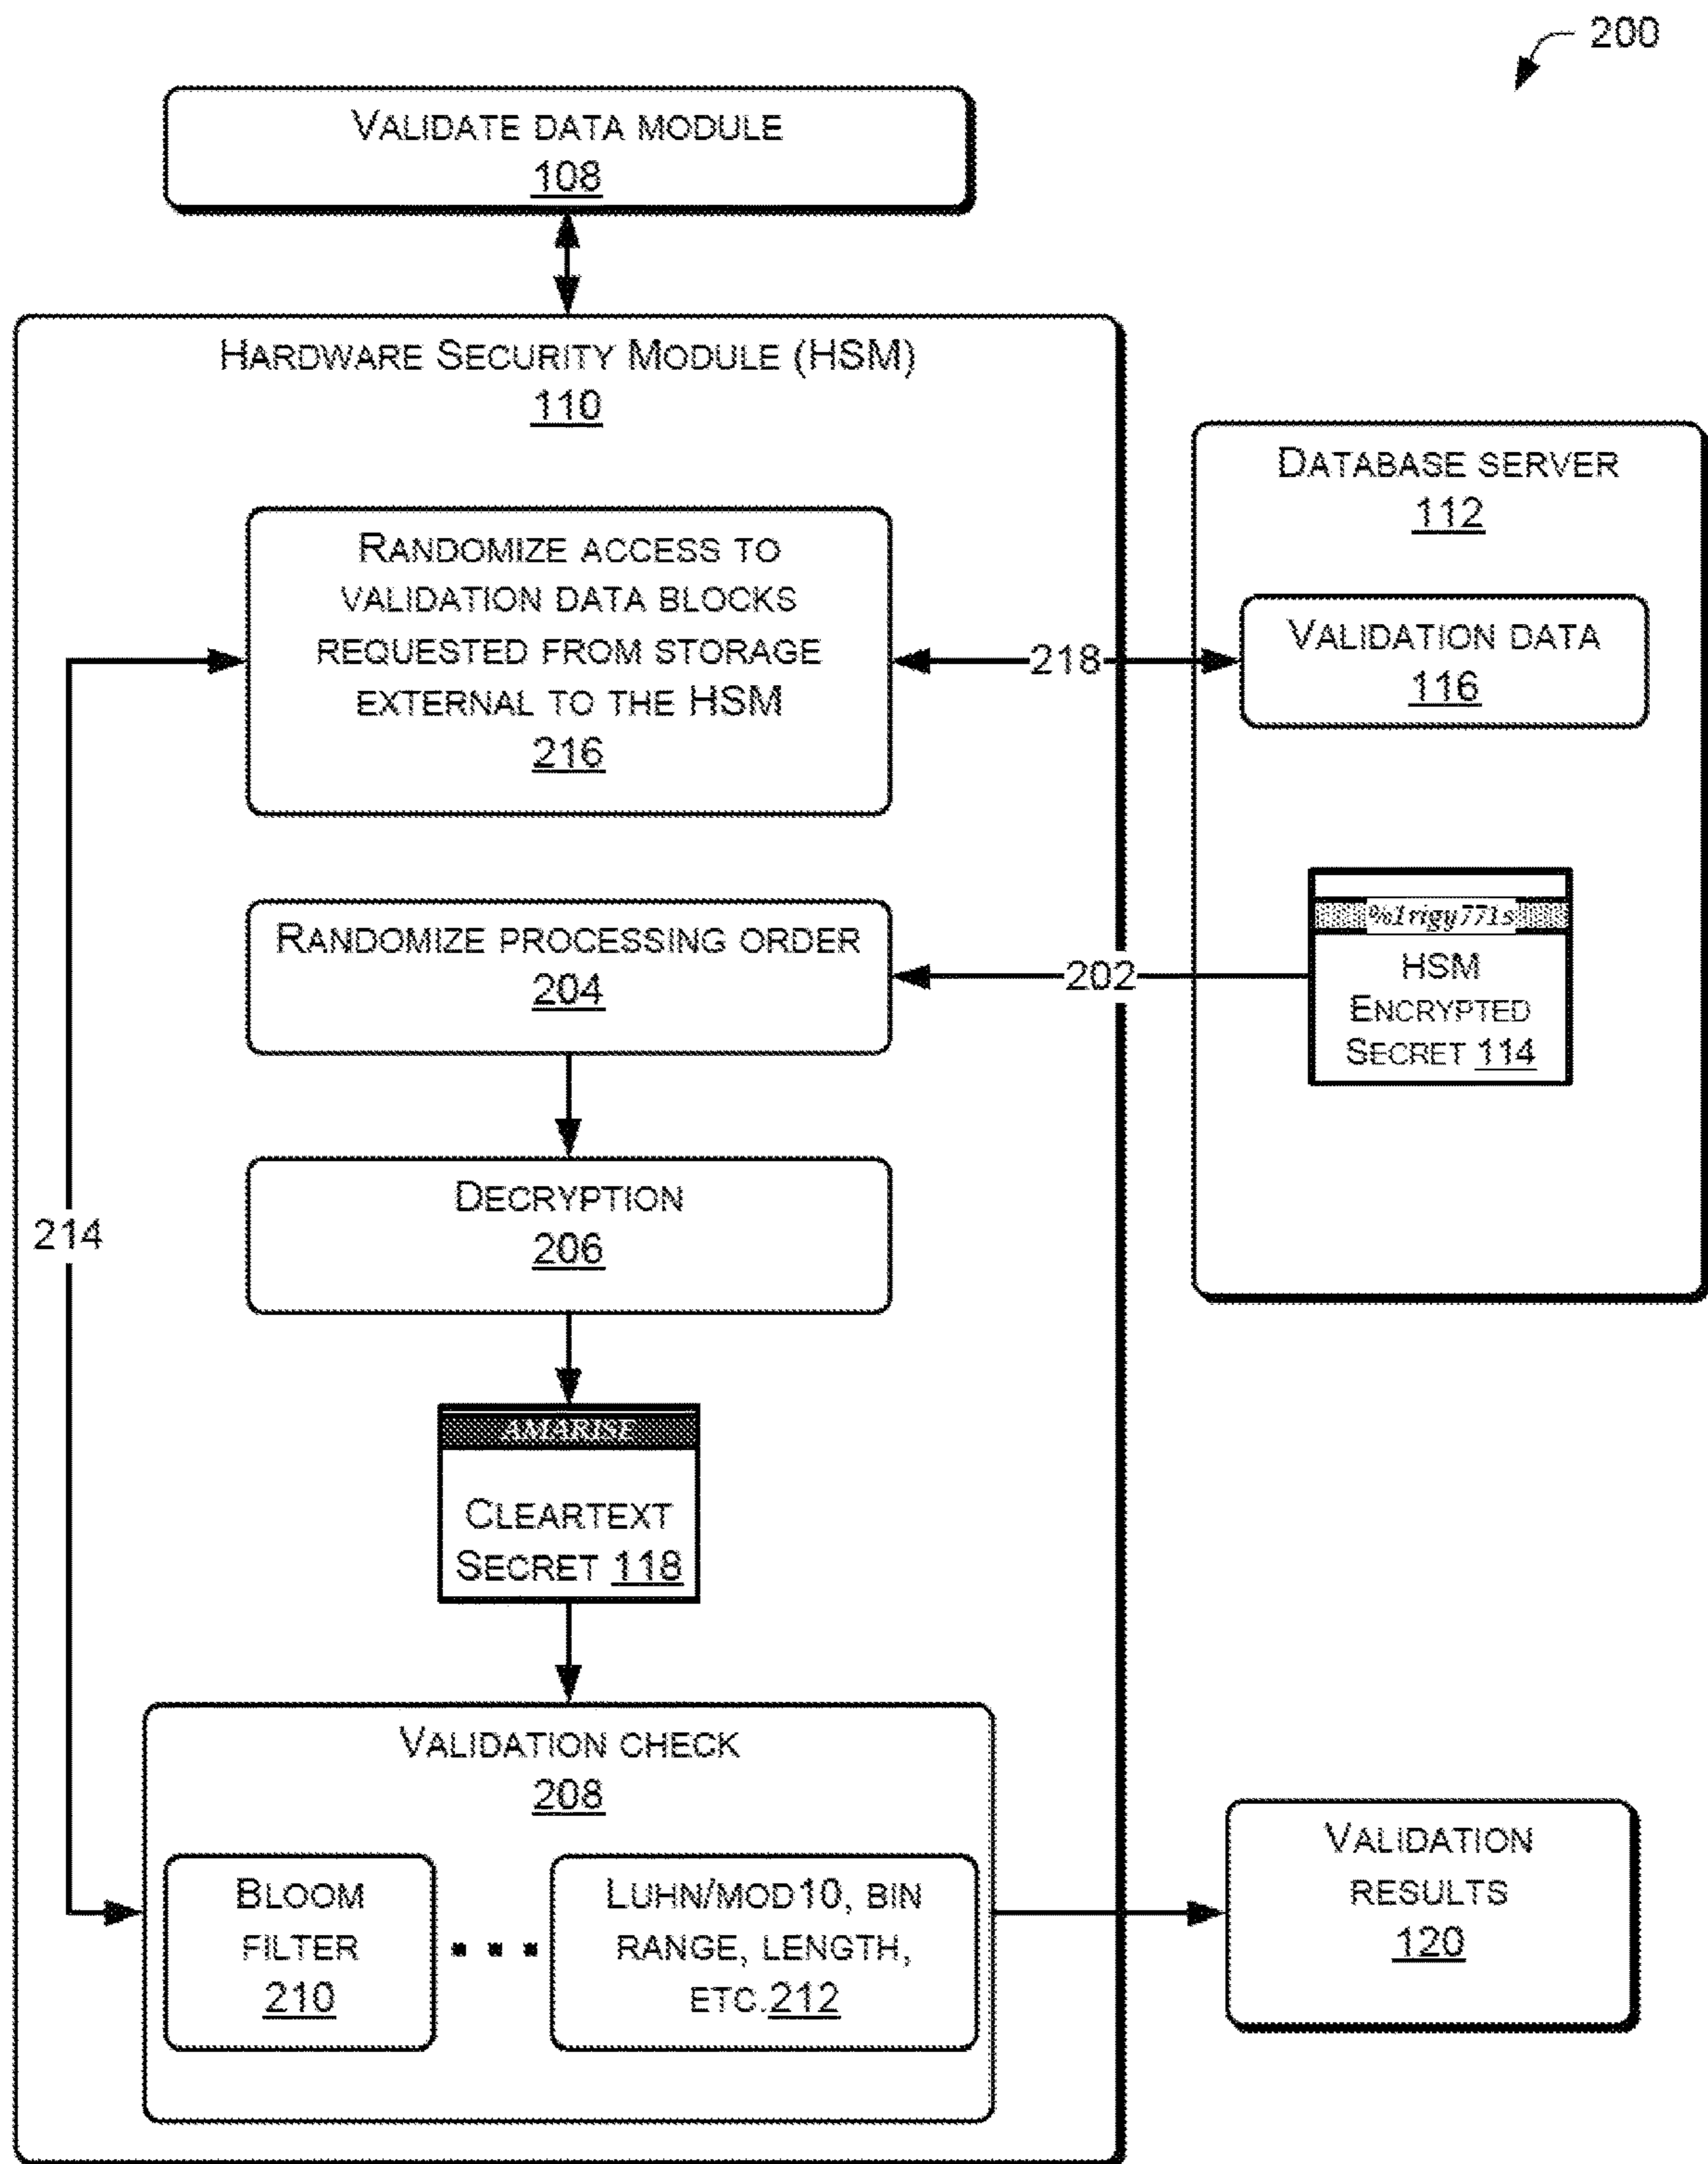 200
VALIDATE DATA MODULE
108
HARDWARE SECURITY MODULE (HSM)
110
RANDOMIZE ACCESS TO
VALIDATION DATA BLOCKS
REQUESTED FROM STORAGE
EXTERNAL TO THE HSM
216
218
DATABASE SERVER
112
VALIDATION DATA
116
RANDOMIZE PROCESSING ORDER
204
202
%1rigy771s
HSM
ENCRYPTED
SECRET 114
DECRYPTION
206
214
AMARISE
CLEARTEXT
SECRET 118
VALIDATION CHECK
208
BLOOM
FILTER
210
LUHN/MOD10, BIN
RANGE, LENGTH,
ETC.212
VALIDATION
RESULTS
120